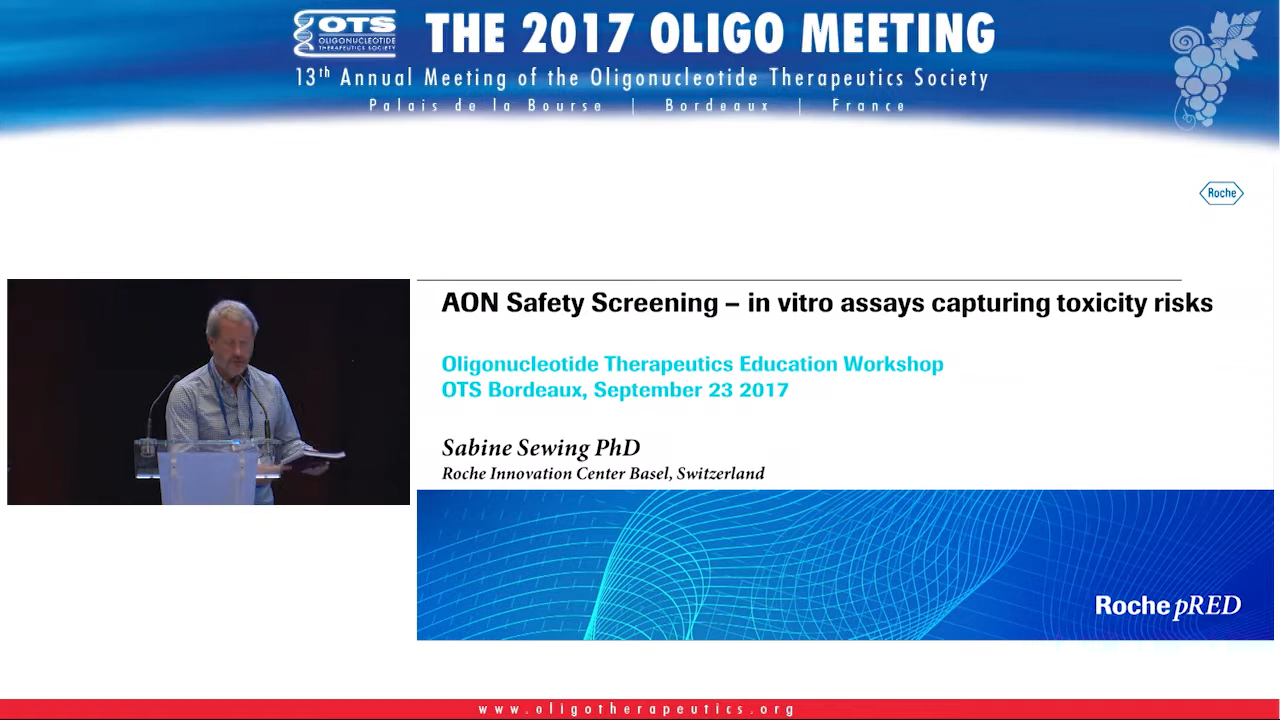 OTS
OLIGONUCLEOTIDE
THERAPEUTICS SOCIETY
THE 2017 OLIGO MEETING
13th Annual Meeting of the Oligonucleotide Therapeutics Society
Palais de la Bourse | Bordeaux | France
Roche
AON Safety Screening – in vitro assays capturing toxicity risks
Oligonucleotide Therapeutics Education Workshop
OTS Bordeaux, September 23 2017
Sabine Sewing PhD
Roche Innovation Center Basel, Switzerland
Roche pRED
www.oligotherapeutics.org